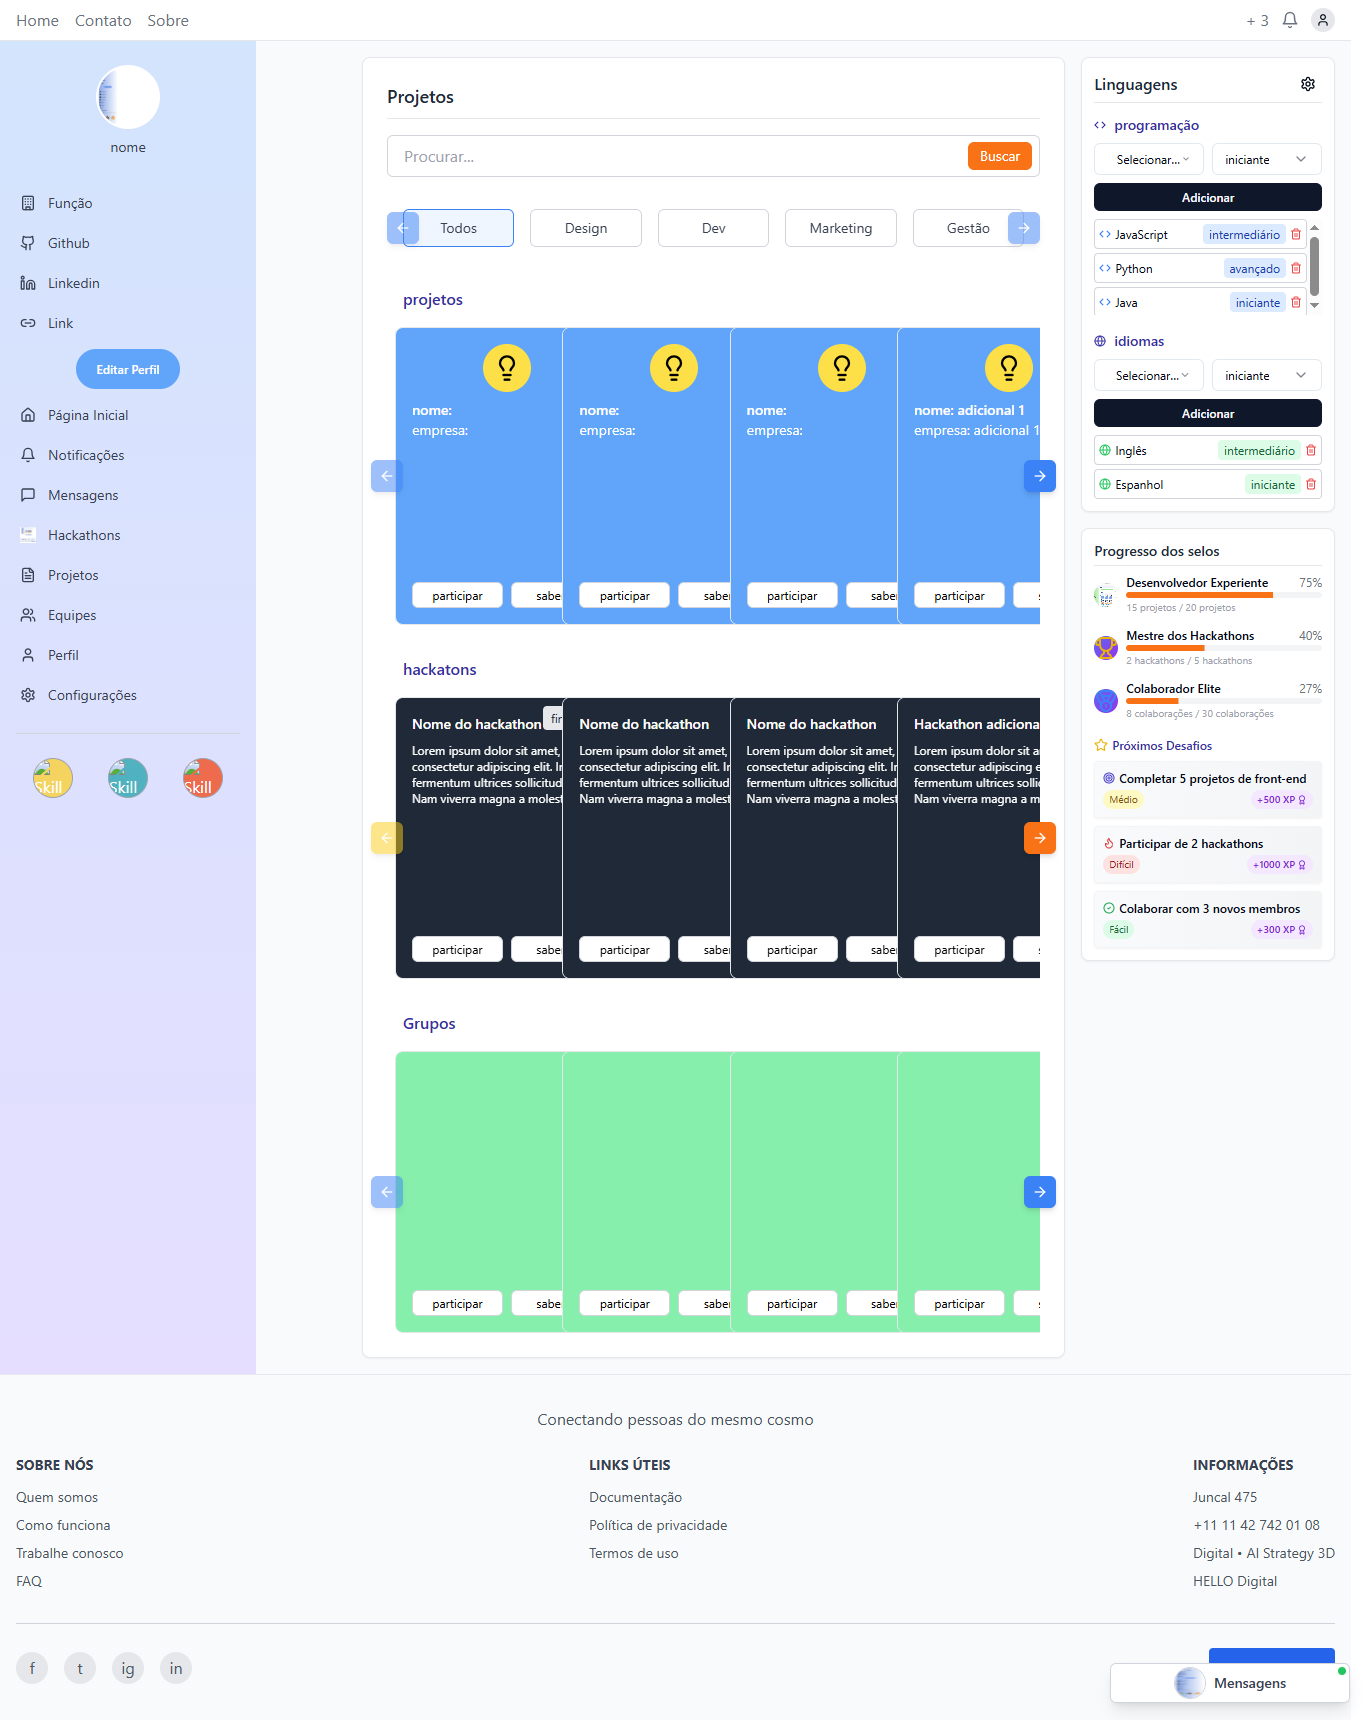 Home Contato Sobre
+ 3
nome
Função
Github
Linkedin
Link
Editar Perfil
Página Inicial
Notificações
Mensagens
Hackathons
Projetos
Equipes
Perfil
Configurações
Skill Skill Skill
Projetos
Procurar...
Buscar
Todos Design Dev Marketing Gestão
projetos
nome: nome: nome: nome: adicional 1
empresa: empresa: empresa: empresa: adicional 1
participar sabe participar sabe participar sabe participar s
hackatons
Nome do hackathon fir Nome do hackathon Nome do hackathon Hackathon adiciona
Lorem ipsum dolor sit amet, Lorem ipsum dolor sit amet, Lorem ipsum dolor sit amet, Lorem ipsum dolor sit a
consectetur adipiscing elit. Ir consectetur adipiscing elit. Ir consectetur adipiscing elit. Ir consectetur adipiscing e
fermentum ultrices sollicitud fermentum ultrices sollicitud fermentum ultrices sollicitud fermentum ultrices solli
Nam viverra magna a molest Nam viverra magna a molest Nam viverra magna a molest Nam viverra magna a m
participar sabe participar sabe participar sabe participar s
Grupos
participar sabe participar sabe participar sabe participar s
Linguagens
programação
Selecionar... iniciante
Adicionar
JavaScript intermediário
Python avançado
Java iniciante
idiomas
Selecionar... iniciante
Adicionar
Inglês intermediário
Espanhol iniciante
Progresso dos selos
Desenvolvedor Experiente 75%
15 projetos / 20 projetos
Mestre dos Hackathons 40%
2 hackathons / 5 hackathons
Colaborador Elite 27%
8 colaborações / 30 colaborações
Próximos Desafios
Completar 5 projetos de front-end
Médio +500 XP
Participar de 2 hackathons
Difícil +1000 XP
Colaborar com 3 novos membros
Fácil +300 XP
Conectando pessoas do mesmo cosmo
SOBRE NÓS
Quem somos
Como funciona
Trabalhe conosco
FAQ
LINKS ÚTEIS
Documentação
Política de privacidade
Termos de uso
INFORMAÇÕES
Juncal 475
+11 11 42 742 01 08
Digital • AI Strategy 3D
HELLO Digital
f t ig in
Mensagens